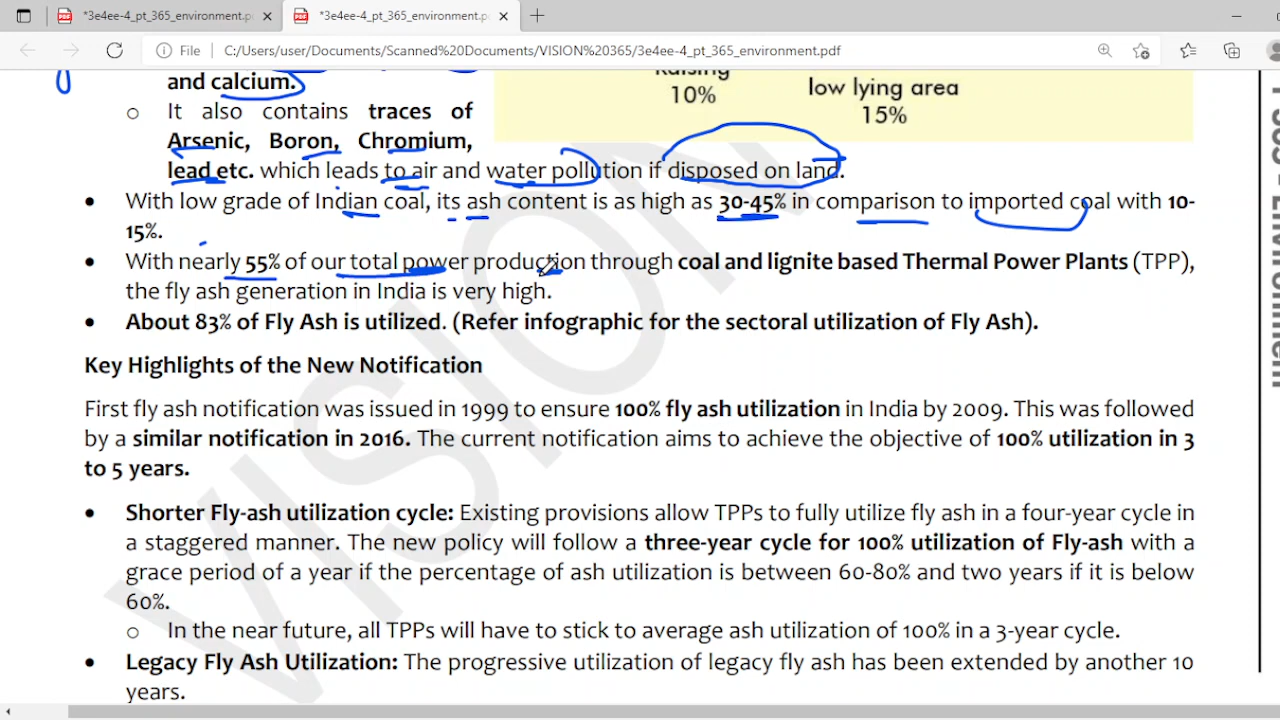 *3e4ee-4_pt_365_environment.p
*3e4ee-4_pt_365_environment.p
File
C:/Users/user/Documents/Scanned%20Documents/VISION%20365/3e4ee-4_pt_365_environment.pdf
and calcium.
○ It also contains traces of
Arsenic, Boron, Chromium,
lead etc. which leads to air and water pollution if disposed on land.
Raising
10%
low lying area
15%
• With low grade of Indian coal, its ash content is as high as 30-45% in comparison to imported coal with 10-
15%.
• With nearly 55% of our total power production through coal and lignite based Thermal Power Plants (TPP),
the fly ash generation in India is very high.
• About 83% of Fly Ash is utilized. (Refer infographic for the sectoral utilization of Fly Ash).
Key Highlights of the New Notification
First fly ash notification was issued in 1999 to ensure 100% fly ash utilization in India by 2009. This was followed
by a similar notification in 2016. The current notification aims to achieve the objective of 100% utilization in 3
to 5 years.
• Shorter Fly-ash utilization cycle: Existing provisions allow TPPs to fully utilize fly ash in a four-year cycle in
a staggered manner. The new policy will follow a three-year cycle for 100% utilization of Fly-ash with a
grace period of a year if the percentage of ash utilization is between 60-80% and two years if it is below
60%.
○ In the near future, all TPPs will have to stick to average ash utilization of 100% in a 3-year cycle.
• Legacy Fly Ash Utilization: The progressive utilization of legacy fly ash has been extended by another 10
years.
VISION